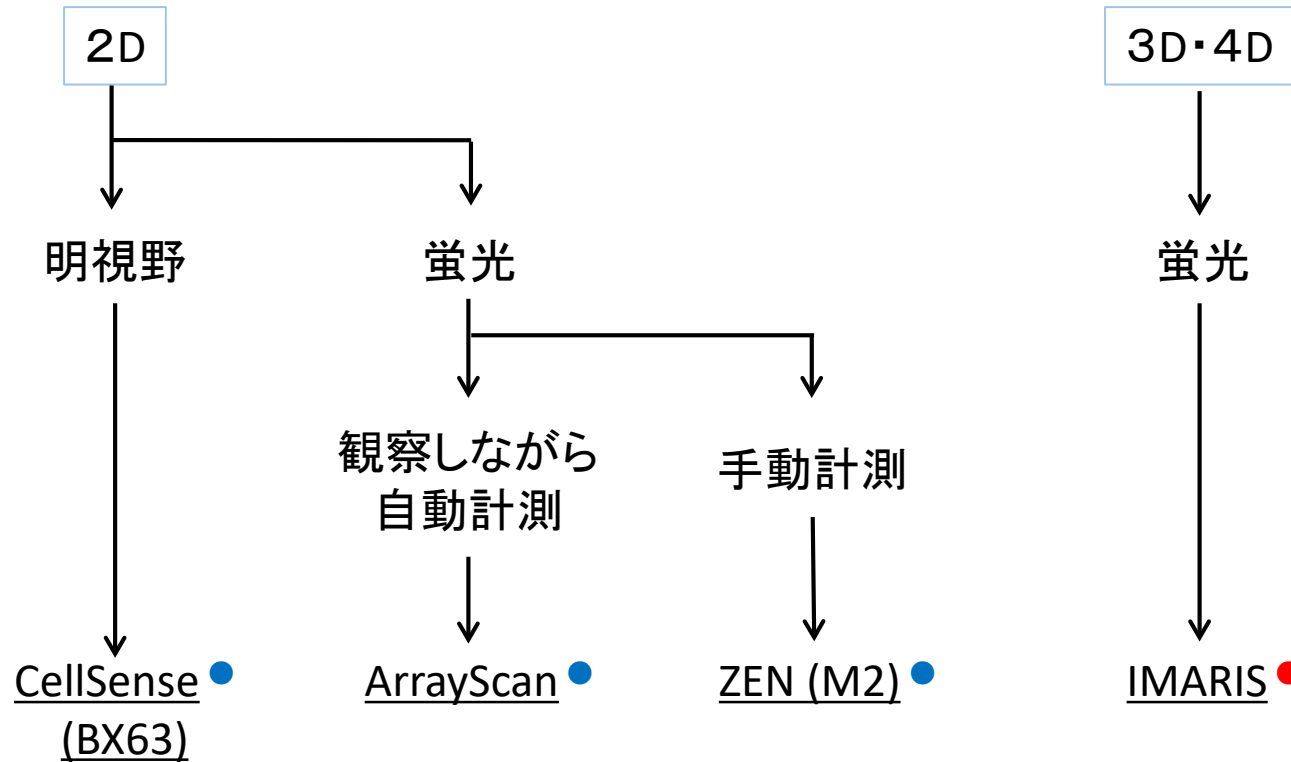 ２D
３D・４D
明視野
蛍光
蛍光
観察しながら
自動計測
手動計測
CellSense
(BX63)
ArrayScan
ZEN (M2)
IMARIS